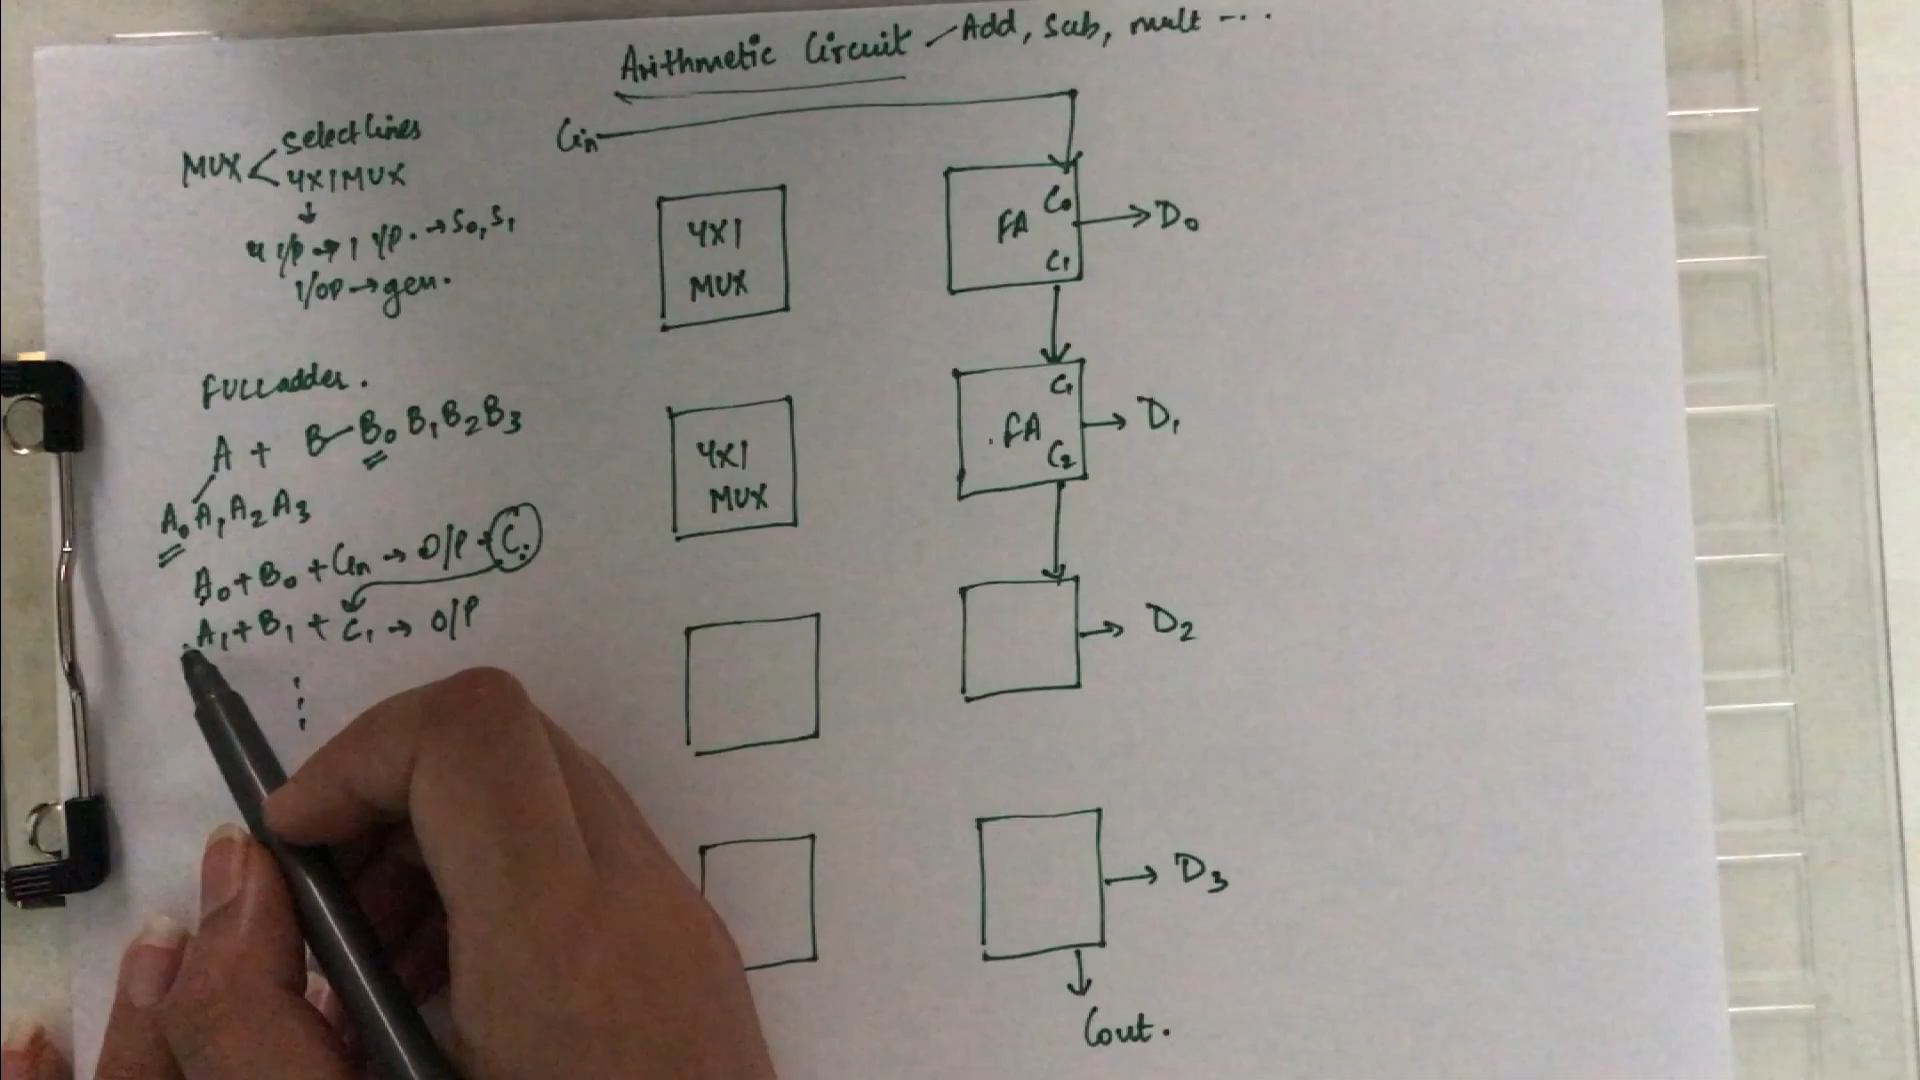 Arithmetic Circuit - Add, sub, mult - . . .
MUX < select lines
4X1 MUX
4 i/p → 1 i/p. → S0, S1
1/OP → gen.
Cin
4X1
MUX
C0
FA
C1
→ D0
FULL adder.
A + B - B0 B1 B2 B3
A0 A1 A2 A3
A0 + B0 + Cin → O/P + C1
A1 + B1 + C1 → O/P
4X1
MUX
C1
.FA
C2
→ D1
→ D2
→ D3
Cout.